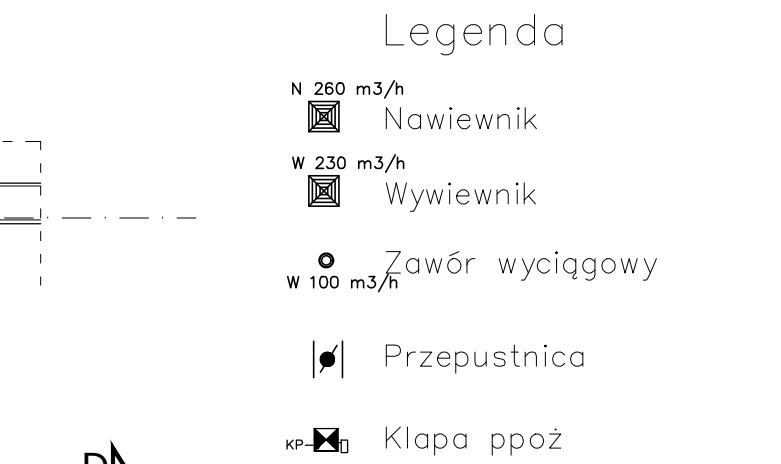 Legenda
N 260 m3/h
Nawiewnik
W 230 m3/h
Wywiewnik
Zawór wyciągowy
W 100 m3/h
Przepustnica
KP
Klapa ppoż